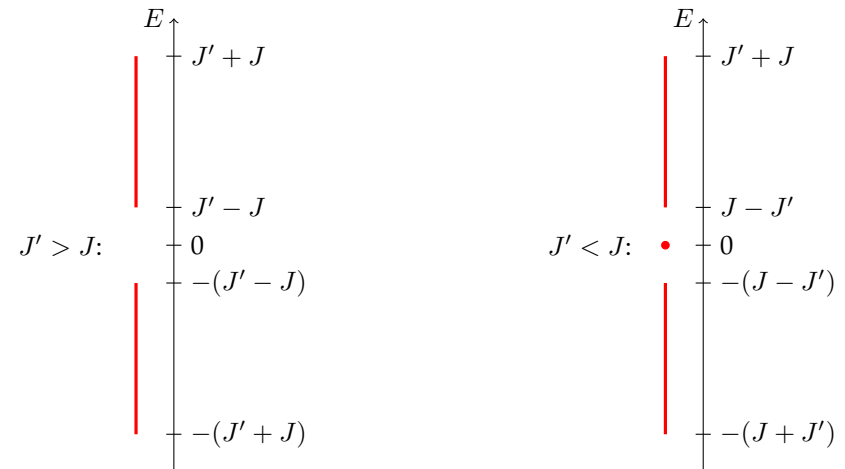 E
J′ + J
J′ − J
J′ > J:
0
−(J′ − J)
−(J′ + J)
E
J′ + J
J − J′
J′ < J:
0
−(J − J′)
−(J + J′)